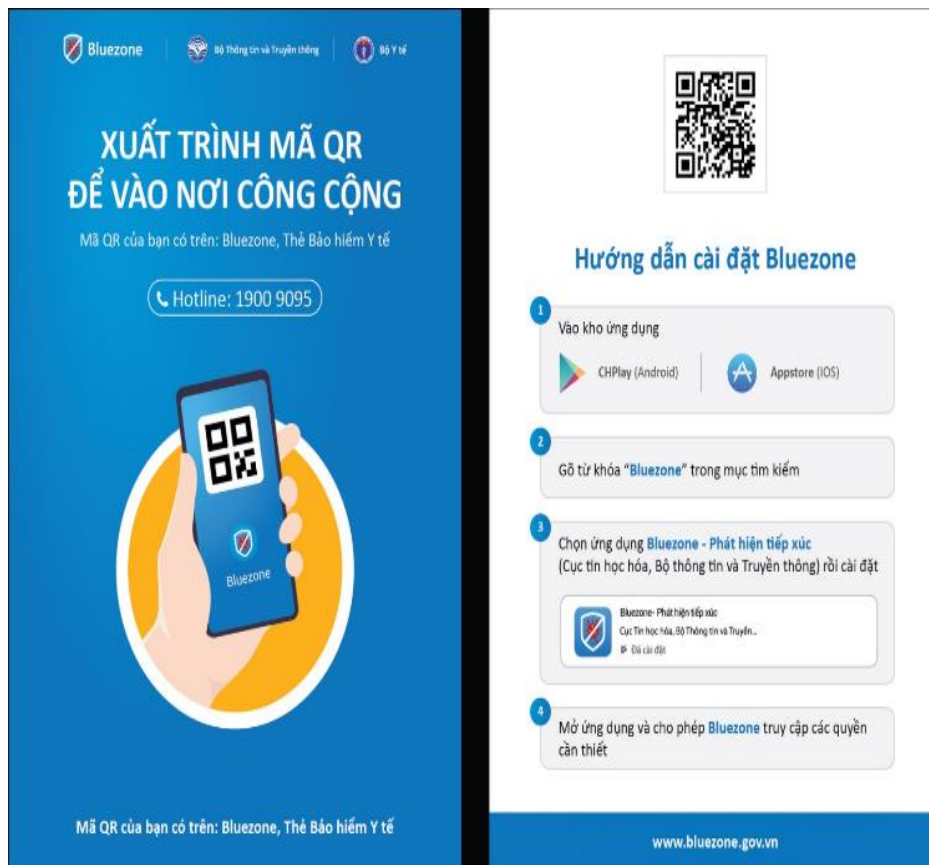 Bluezone
Bộ Thông tin và Truyền thông
Bộ Y tế
XUẤT TRÌNH MÃ QR
ĐỂ VÀO NƠI CÔNG CỘNG
Mã QR của bạn có trên: Bluezone, Thẻ Bảo hiểm Y tế
Hotline: 1900 9095
Bluezone
Mã QR của bạn có trên: Bluezone, Thẻ Bảo hiểm Y tế
Hướng dẫn cài đặt Bluezone
1
Vào kho ứng dụng
CHPlay (Android)
Appstore (IOS)
2
Gõ từ khóa “Bluezone” trong mục tìm kiếm
3
Chọn ứng dụng Bluezone - Phát hiện tiếp xúc
(Cục tin học hóa, Bộ thông tin và Truyền thông) rồi cài đặt
Bluezone- Phát hiện tiếp xúc
Cục Tin học hóa, Bộ Thông tin và Truyền...
Đã cài đặt
4
Mở ứng dụng và cho phép Bluezone truy cập các quyền
cần thiết
www.bluezone.gov.vn